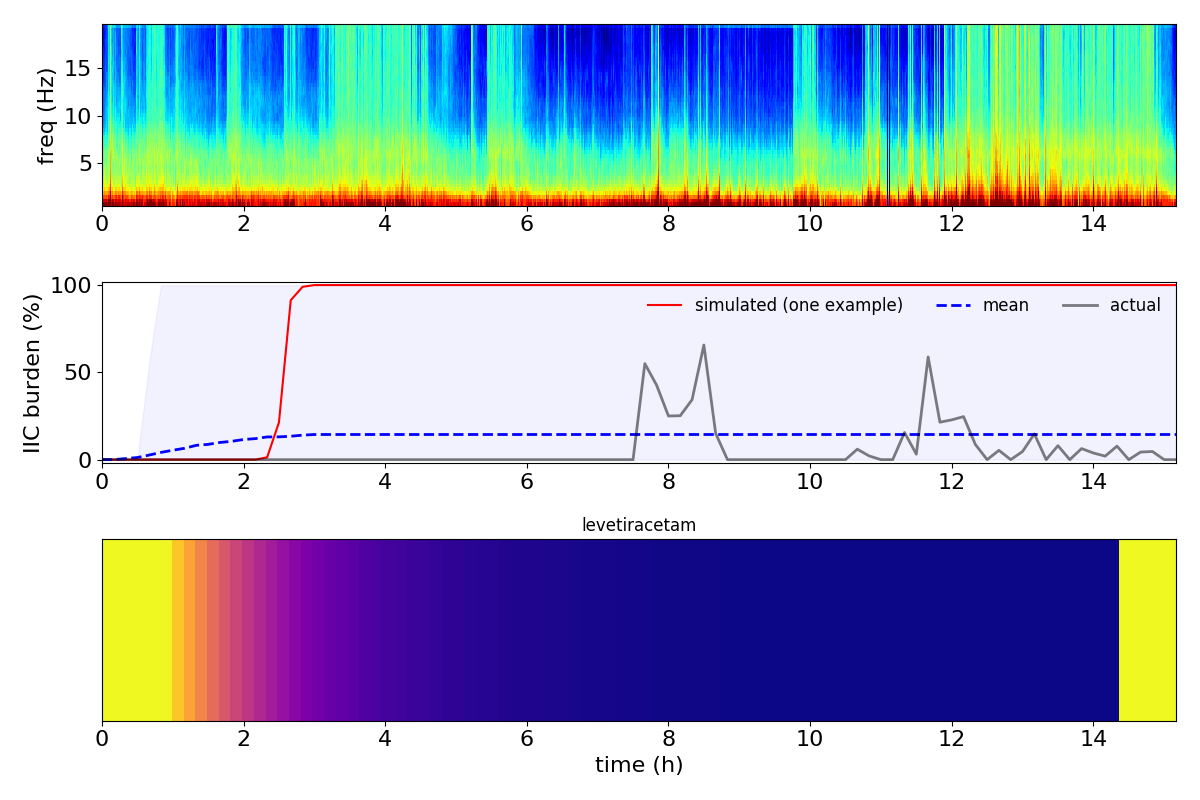 freq (Hz)
15
10
5
0 2 4 6 8 10 12 14
IIC burden (%)
100
50
0
simulated (one example) mean actual
0 2 4 6 8 10 12 14
levetiracetam
0 2 4 6 8 10 12 14
time (h)